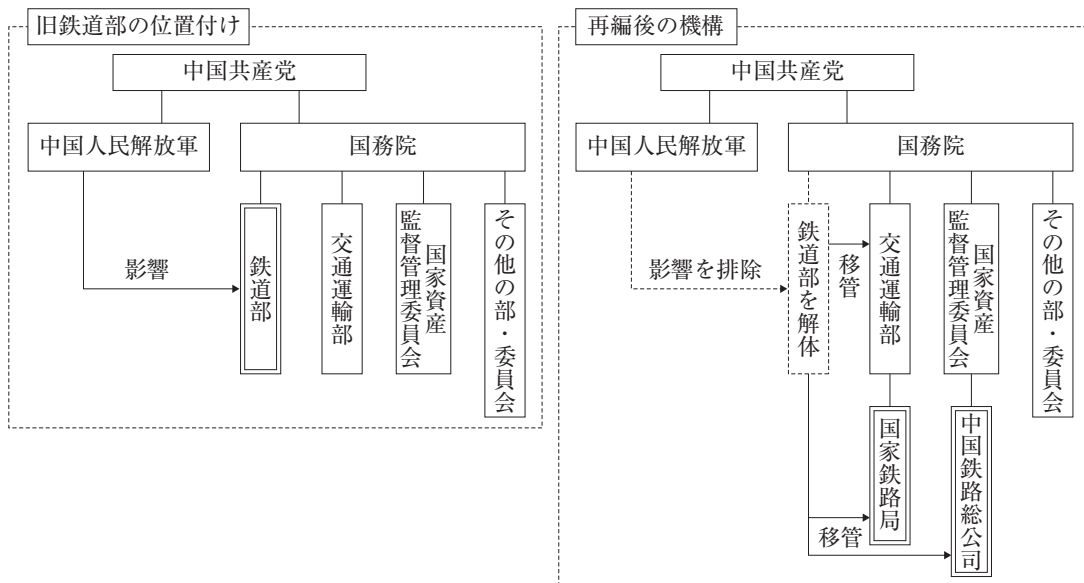 旧鉄道部の位置付け
中国共産党
中国人民解放軍
国務院
影響
鉄道部
交通運輸部
国家資産
監督管理委員会
その他の部・委員会
再編後の機構
中国共産党
中国人民解放軍
国務院
影響を排除
鉄道部を解体
移管
交通運輸部
国家資産
監督管理委員会
その他の部・委員会
国家鉄路局
中国鉄路総公司
移管